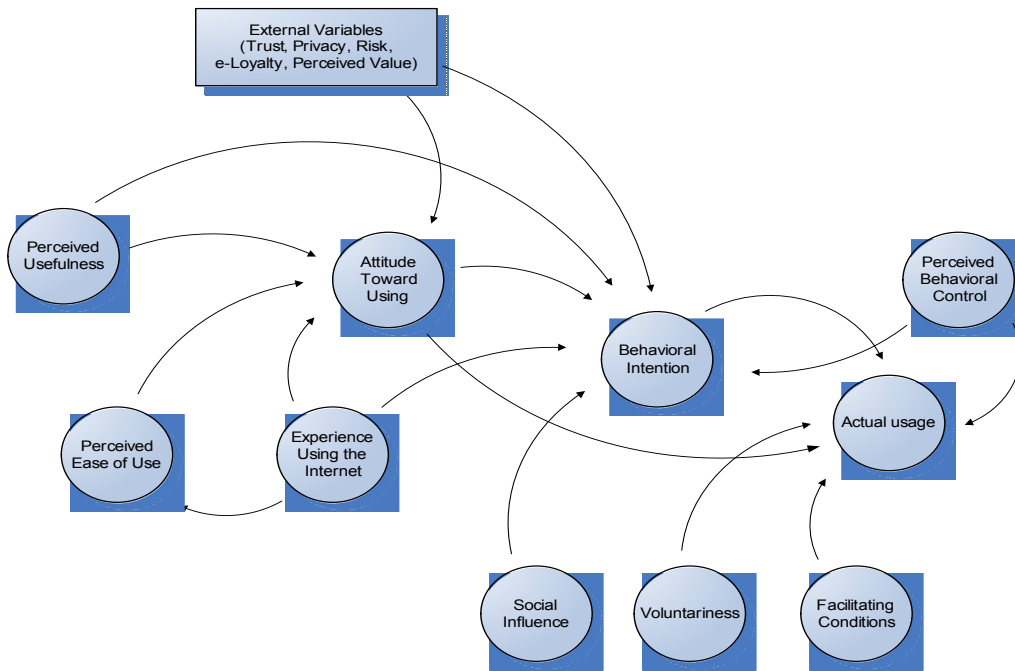 External Variables
(Trust, Privacy, Risk,
e-Loyalty, Perceived Value)
Perceived
Usefulness
Attitude
Toward
Using
Perceived
Behavioral
Control
Behavioral
Intention
Actual usage
Perceived
Ease of Use
Experience
Using the
Internet
Social
Influence
Voluntariness
Facilitating
Conditions